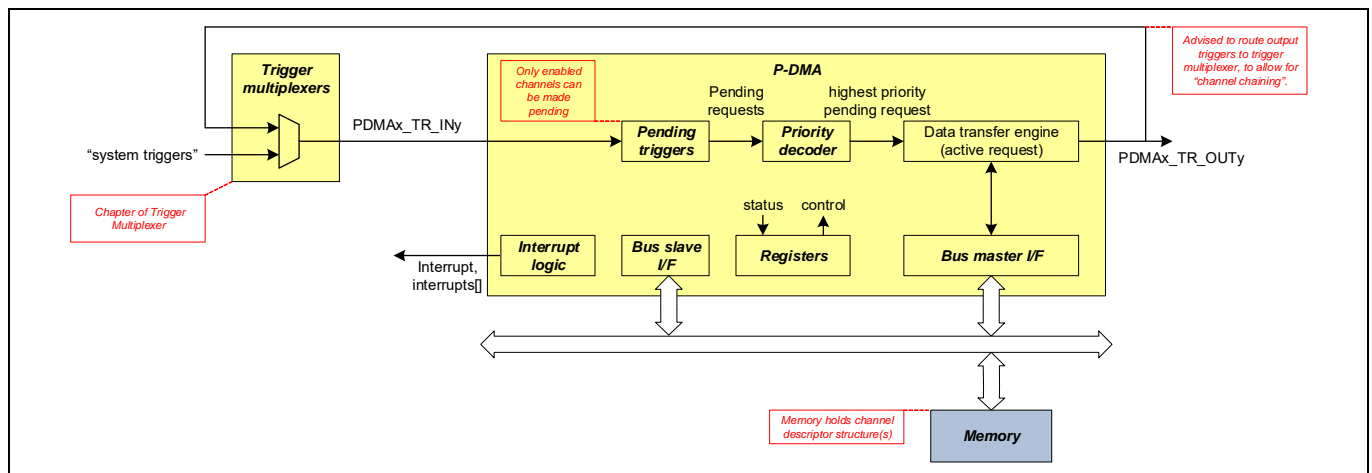 Advised to route output
triggers to trigger
multiplexer, to allow for
“channel chaining”.
Trigger
multiplexers
P-DMA
Only enabled
channels can
be made
pending
Pending
requests
highest priority
pending request
PDMAx_TR_INy
“system triggers”
Pending
triggers
Priority
decoder
Data transfer engine
(active request)
PDMAx_TR_OUTy
Chapter of Trigger
Multiplexer
status
control
Interrupt
logic
Bus slave
I/F
Registers
Bus master I/F
Interrupt,
interrupts[]
Memory holds channel
descriptor structure(s)
Memory